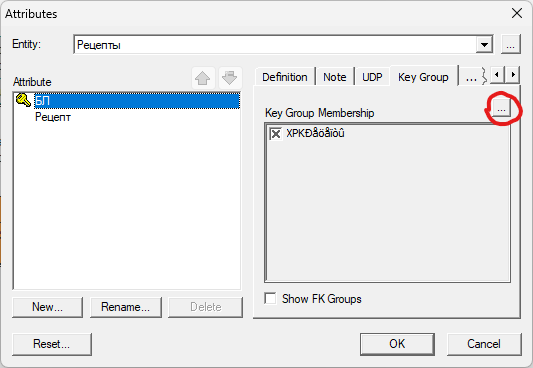 Attributes
Entity:
Рецепты
...
Attribute
БЛ
Рецепт
Definition
Note
UDP
Key Group
...
Key Group Membership
...
XPKÐåöåïòû
Show FK Groups
New...
Rename...
Delete
Reset...
OK
Cancel